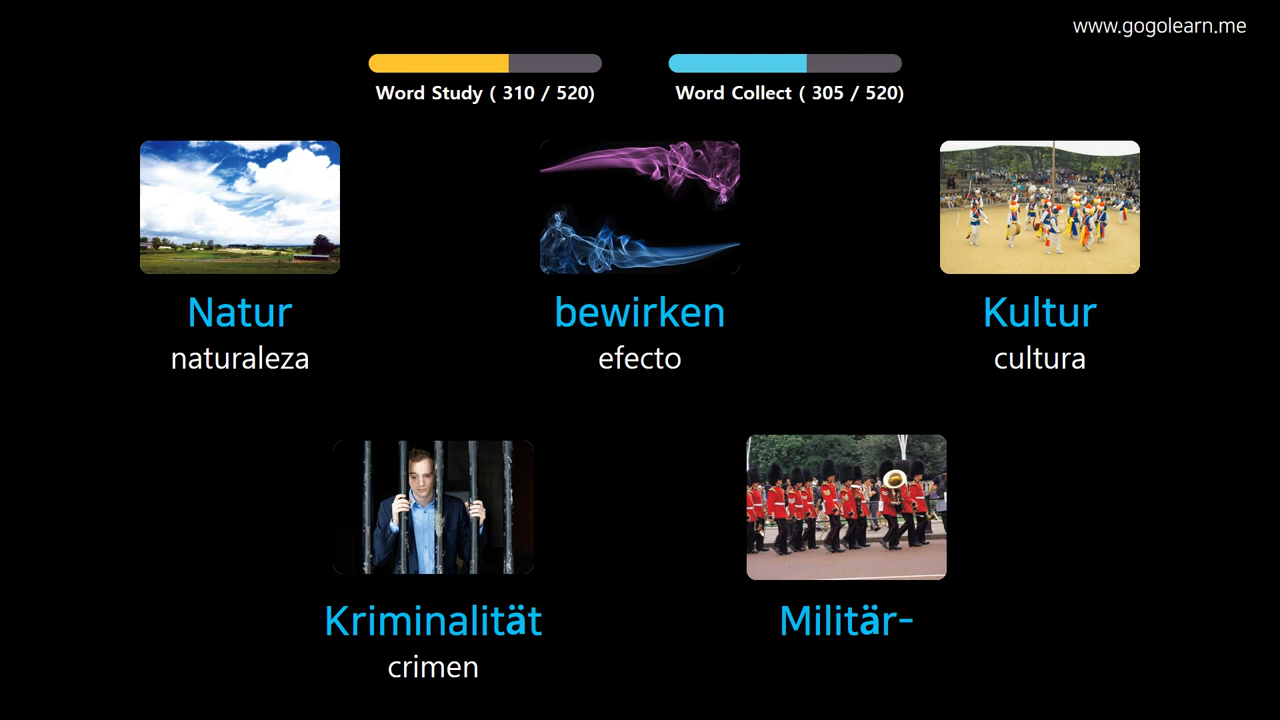 www.gogolearn.me
Word Study ( 310 / 520)
Word Collect ( 305 / 520)
Natur
naturaleza
bewirken
efecto
Kultur
cultura
Kriminalität
crimen
Militär-